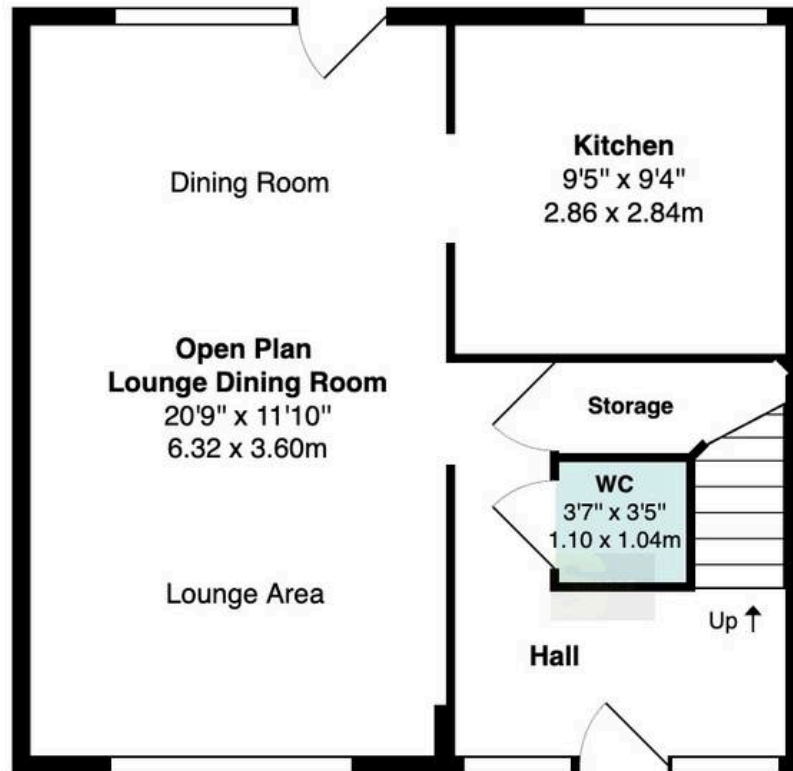 Kitchen
9'5" x 9'4"
2.86 x 2.84m
Dining Room
Open Plan
Lounge Dining Room
20'9" x 11'10"
6.32 x 3.60m
Storage
WC
3'7" x 3'5"
1.10 x 1.04m
Lounge Area
Up ↑
Hall